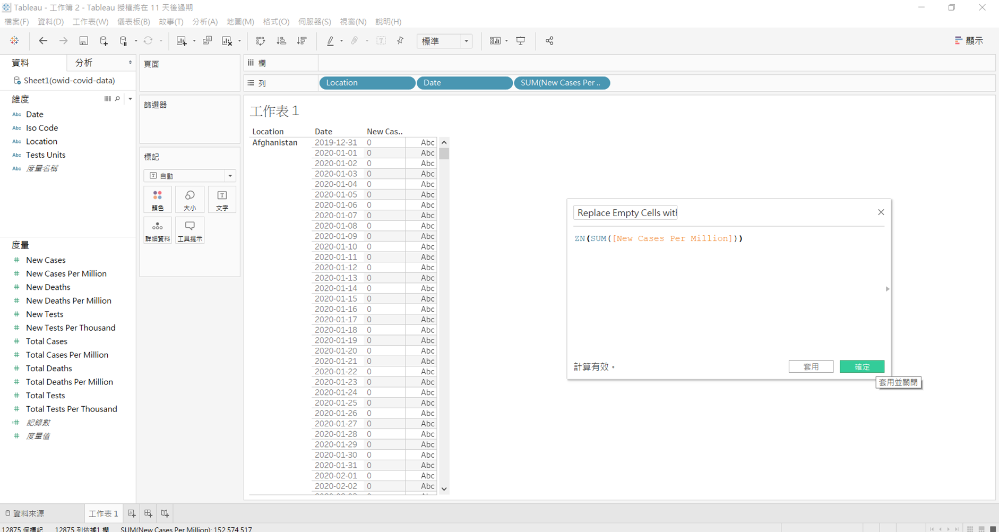 Tableau - 工作簿 2 - Tableau 授權將在 11 天後過期
檔案(F) 資料(D) 工作表(W) 儀表板(B) 故事(T) 分析(A) 地圖(M) 格式(O) 伺服器(S) 視窗(N) 說明(H)
標準
顯示
資料 分析
Sheet1(owid-covid-data)
維度
Abc Date
Abc Iso Code
Abc Location
Abc Tests Units
Abc 度量名稱
度量
New Cases
New Cases Per Million
New Deaths
New Deaths Per Million
New Tests
New Tests Per Thousand
Total Cases
Total Cases Per Million
Total Deaths
Total Deaths Per Million
Total Tests
Total Tests Per Thousand
記錄數
度量值
頁面
篩選器
標記
自動
顏色 大小 文字
詳細資料 工具提示
欄
列 Location Date SUM(New Cases Per ..
工作表 1
Location Date New Cas..
Afghanistan 2019-12-31 0 Abc
2020-01-01 0 Abc
2020-01-02 0 Abc
2020-01-03 0 Abc
2020-01-04 0 Abc
2020-01-05 0 Abc
2020-01-06 0 Abc
2020-01-07 0 Abc
2020-01-08 0 Abc
2020-01-09 0 Abc
2020-01-10 0 Abc
2020-01-11 0 Abc
2020-01-12 0 Abc
2020-01-13 0 Abc
2020-01-14 0 Abc
2020-01-15 0 Abc
2020-01-16 0 Abc
2020-01-17 0 Abc
2020-01-18 0 Abc
2020-01-19 0 Abc
2020-01-20 0 Abc
2020-01-21 0 Abc
2020-01-22 0 Abc
2020-01-23 0 Abc
2020-01-24 0 Abc
2020-01-25 0 Abc
2020-01-26 0 Abc
2020-01-27 0 Abc
2020-01-28 0 Abc
2020-01-29 0 Abc
2020-01-30 0 Abc
2020-01-31 0 Abc
2020-02-01 0 Abc
2020-02-02 0 Abc
Replace Empty Cells with
ZN(SUM([New Cases Per Million]))
計算有效。
套用 確定
套用並關閉
資料來源 工作表 1
12875 個標記 12875 列依據1 欄 SUM(New Cases Per Million): 152,574.517